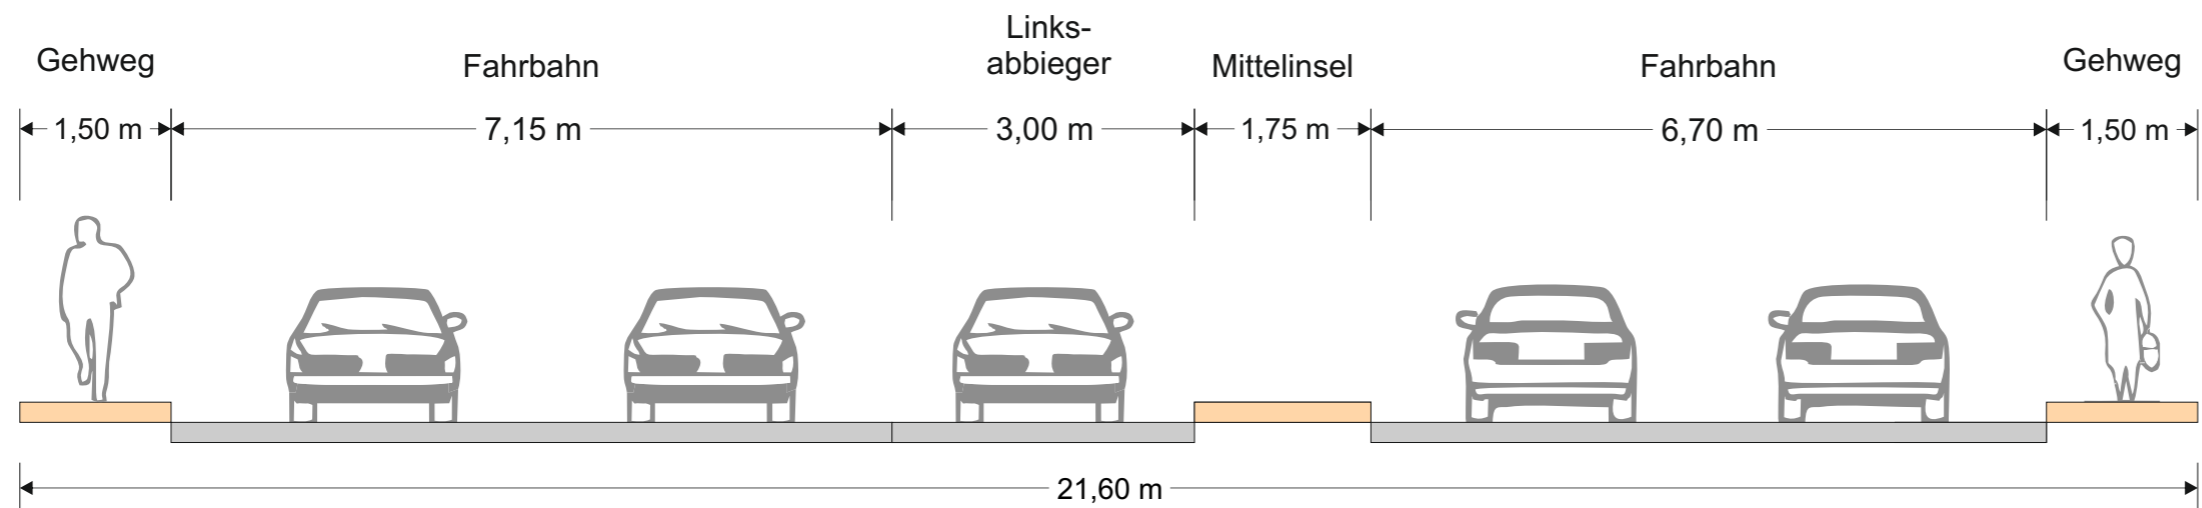 Gehweg
Fahrbahn
Links-
abbieger
Mittelinsel
Fahrbahn
Gehweg
1,50 m
7,15 m
3,00 m
1,75 m
6,70 m
1,50 m
21,60 m